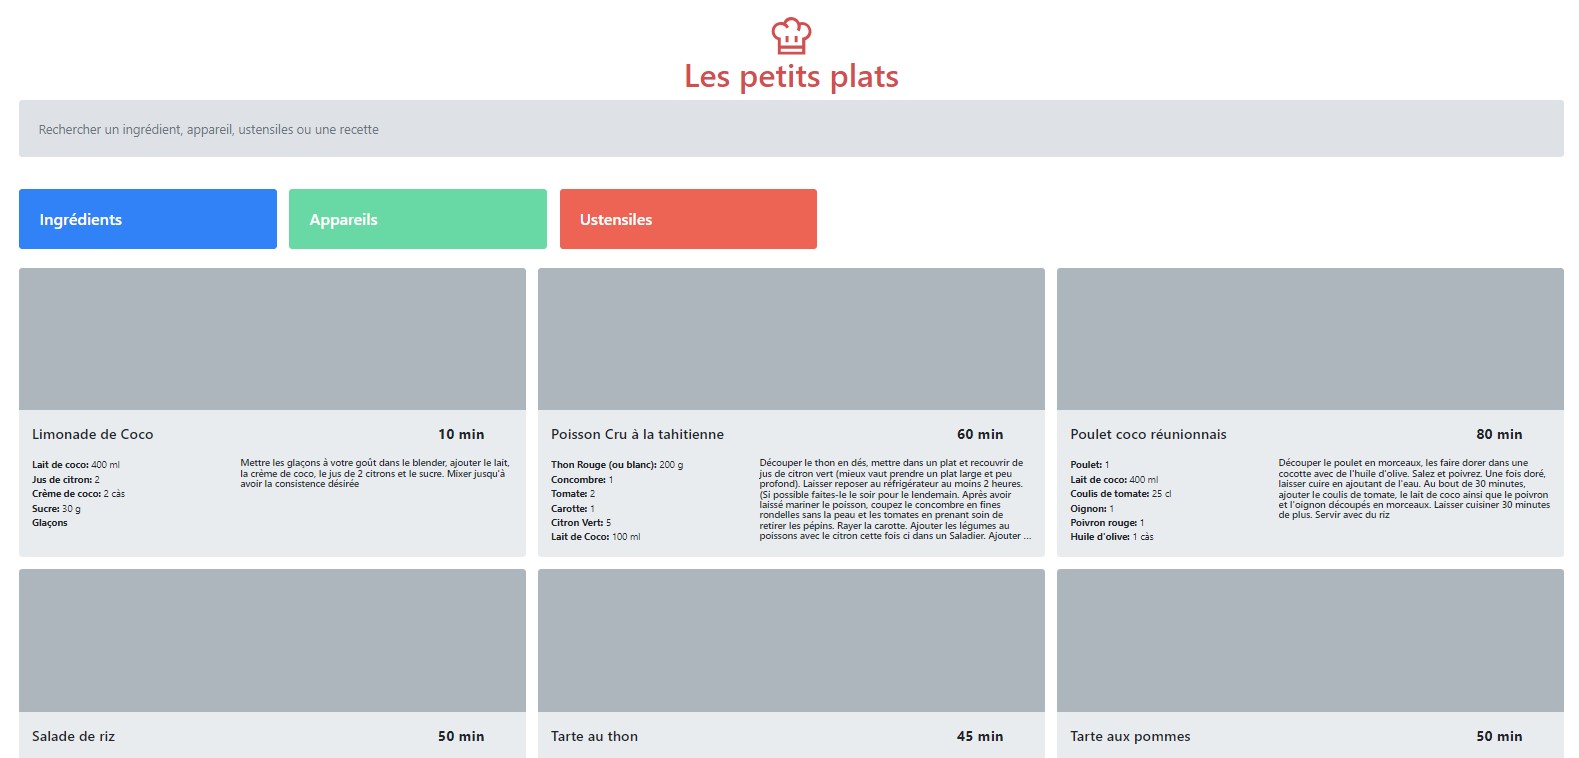 Les petits plats
Rechercher un ingrédient, appareil, ustensiles ou une recette
Ingrédients
Appareils
Ustensiles
Limonade de Coco
10 min
Lait de coco: 400 ml
Jus de citron: 2
Crème de coco: 2 càs
Sucre: 30 g
Glaçons
Mettre les glaçons à votre goût dans le blender, ajouter le lait,
la crème de coco, le jus de 2 citrons et le sucre. Mixer jusqu'à
avoir la consistence désirée
Poisson Cru à la tahitienne
60 min
Thon Rouge (ou blanc): 200 g
Concombre: 1
Tomate: 2
Carotte: 1
Citron Vert: 5
Lait de Coco: 100 ml
Découper le thon en dés, mettre dans un plat et recouvrir de
jus de citron vert (mieux vaut prendre un plat large et peu
profond). Laisser reposer au réfrigérateur au moins 2 heures.
(Si possible faites-le le soir pour le lendemain. Après avoir
laissé mariner le poisson, coupez le concombre en fines
rondelles sans la peau et les tomates en prenant soin de
retirer les pépins. Rayer la carotte. Ajouter les légumes au
poissons avec le citron cette fois ci dans un Saladier. Ajouter ...
Poulet coco réunionnais
80 min
Poulet: 1
Lait de coco: 400 ml
Coulis de tomate: 25 cl
Oignon: 1
Poivron rouge: 1
Huile d'olive: 1 càs
Découper le poulet en morceaux, les faire dorer dans une
cocotte avec de l'huile d'olive. Salez et poivrez. Une fois doré,
laisser cuire en ajoutant de l'eau. Au bout de 30 minutes,
ajouter le coulis de tomate, le lait de coco ainsi que le poivron
et l'oignon découpés en morceaux. Laisser cuisiner 30 minutes
de plus. Servir avec du riz
Salade de riz
50 min
Tarte au thon
45 min
Tarte aux pommes
50 min